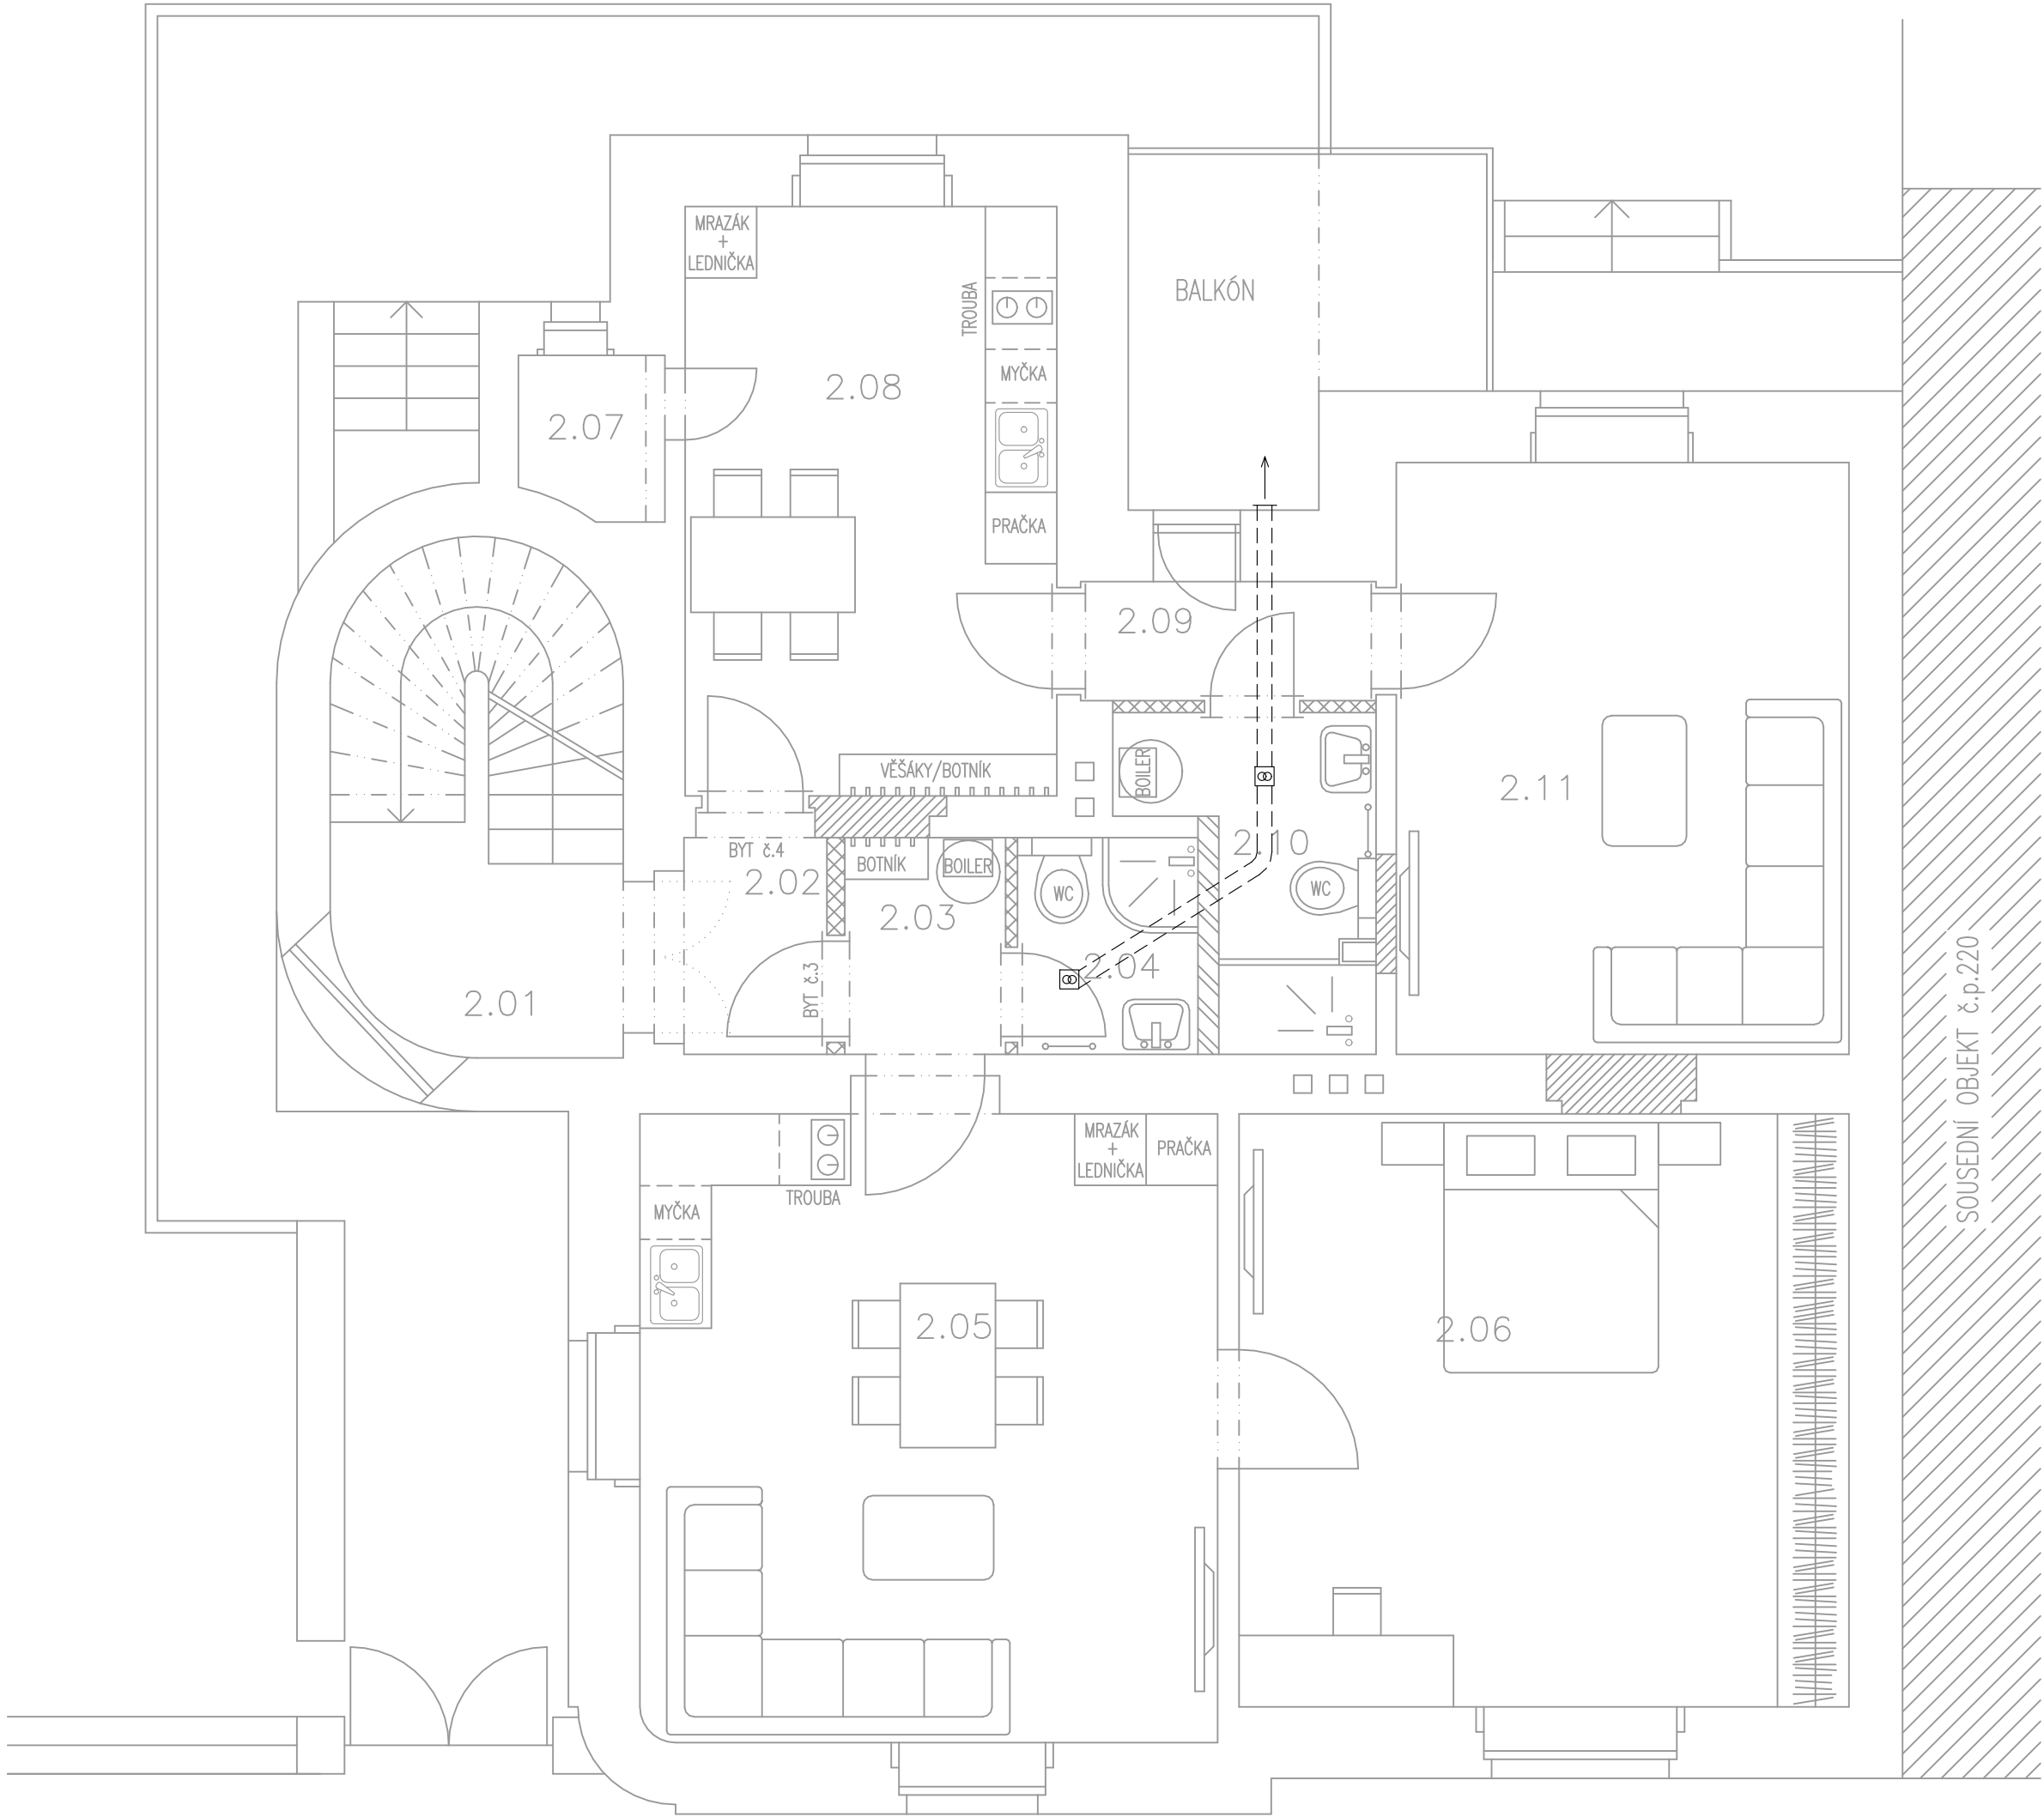 MRAZÁK
+
LEDNIČKA
TROUBA
BALKÓN
MYČKA
2.08
2.07
PRAČKA
2.09
VĚŠÁKY/BOTNÍK
BOILER
2.11
BYT č.4
2.10
BOTNÍK
BOILER
2.02
WC
WC
2.03
BYT č.3
2.04
2.01
SOUSEDNÍ OBJEKT č.p.220
MRAZÁK
+
LEDNIČKA
PRAČKA
TROUBA
MYČKA
2.05
2.06